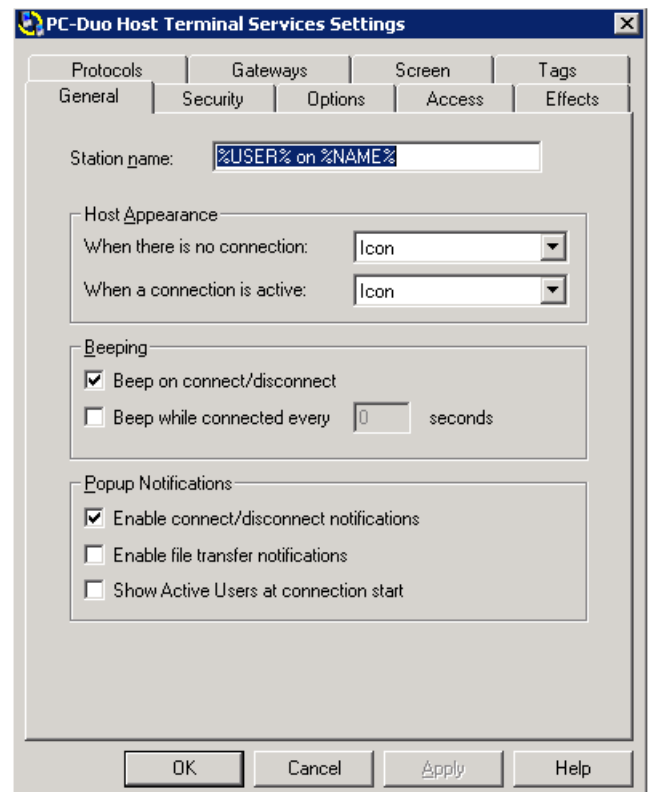 PC-Duo Host Terminal Services Settings
Protocols Gateways Screen Tags
General Security Options Access Effects
Station name: %USER% on %NAME%
Host Appearance
When there is no connection: Icon
When a connection is active: Icon
Beeping
Beep on connect/disconnect
Beep while connected every 0 seconds
Popup Notifications
Enable connect/disconnect notifications
Enable file transfer notifications
Show Active Users at connection start
OK Cancel Apply Help